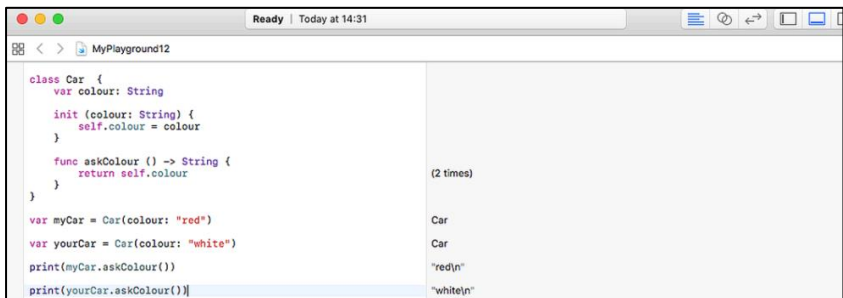 Ready | Today at 14:31
MyPlayground12
class Car  {
    var colour: String
    init (colour: String) {
        self.colour = colour
    }
    func askColour () -> String {
        return self.colour
(2 times)
    }
}
var myCar = Car(colour: "red")
Car
var yourCar = Car(colour: "white")
Car
print(myCar.askColour())
"red\n"
print(yourCar.askColour())
"white\n"